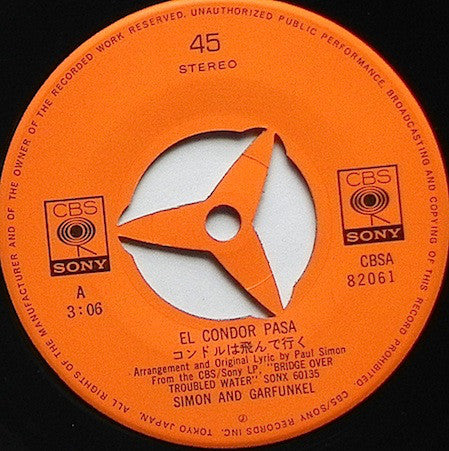 ALL RIGHTS OF THE MANUFACTURER AND OF THE OWNER OF THE RECORDED WORK RESERVED. UNAUTHORIZED PUBLIC PERFORMANCE, BROADCASTING AND COPYING OF THIS RECORD PROHIBITED.
45
STEREO
CBS
SONY
CBS
SONY
A
3:06
CBSA
82061
EL CONDOR PASA
コンドルは飛んで行く
Arrangement and Original Lyric by Paul Simon
From the CBS/Sony LP, "BRIDGE OVER
TROUBLED WATER" SONX 60135
SIMON AND GARFUNKEL
Ⓟ
CBS/SONY RECORDS INC. TOKYO JAPAN.